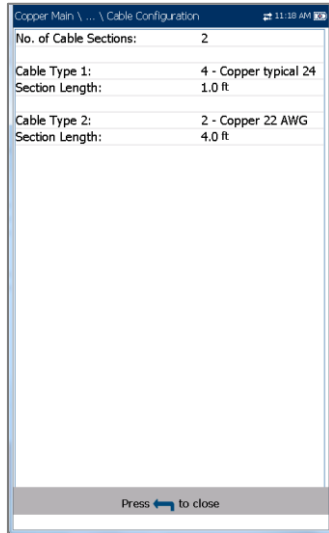 Copper Main \ ... \ Cable Configuration 11:18 AM
No. of Cable Sections: 2
Cable Type 1: 4 - Copper typical 24
Section Length: 1.0 ft
Cable Type 2: 2 - Copper 22 AWG
Section Length: 4.0 ft
Press to close